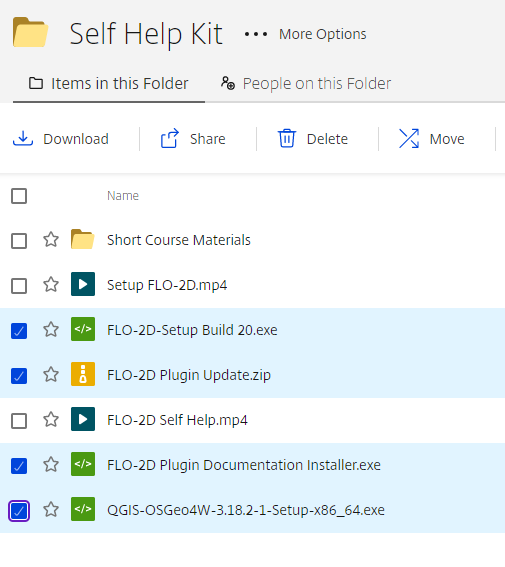 Self Help Kit
More Options
Items in this Folder
People on this Folder
Download
Share
Delete
Move
Name
Short Course Materials
Setup FLO-2D.mp4
FLO-2D-Setup Build 20.exe
FLO-2D Plugin Update.zip
FLO-2D Self Help.mp4
FLO-2D Plugin Documentation Installer.exe
QGIS-OSGeo4W-3.18.2-1-Setup-x86_64.exe